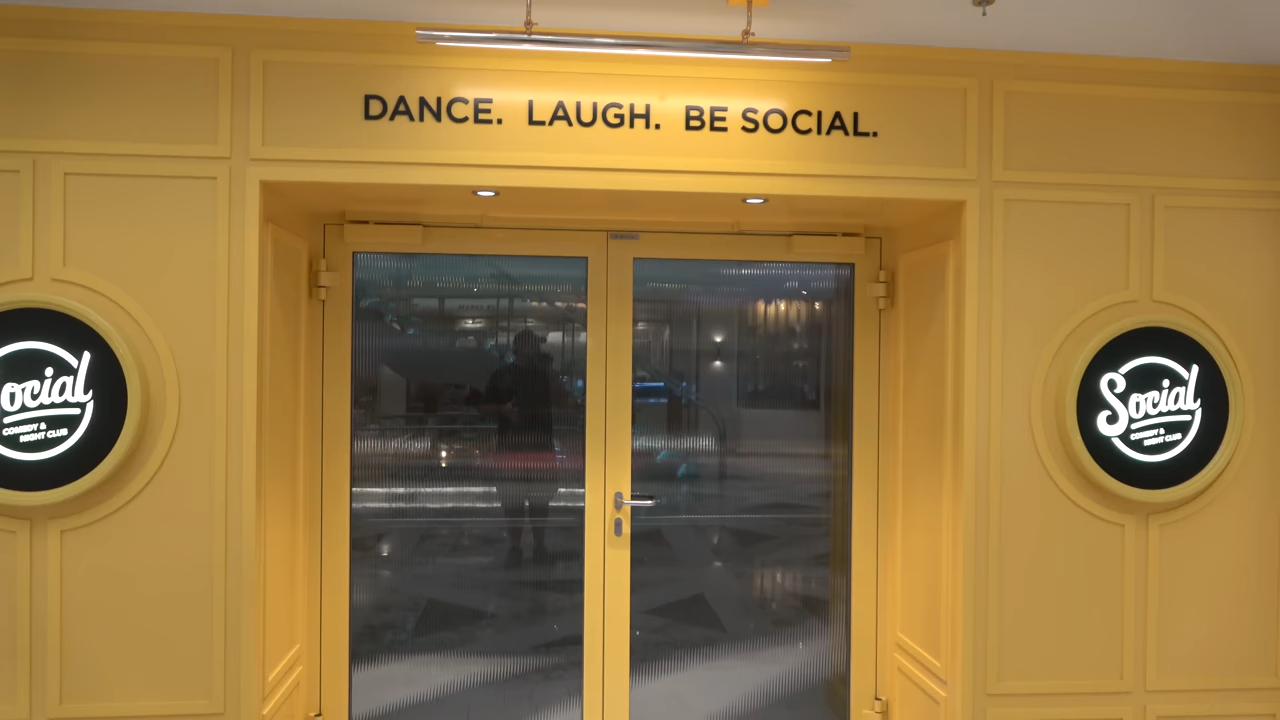 DANCE. LAUGH. BE SOCIAL.
ocial
COMEDY &
NIGHT CLUB
Social
COMEDY &
NIGHT CLUB